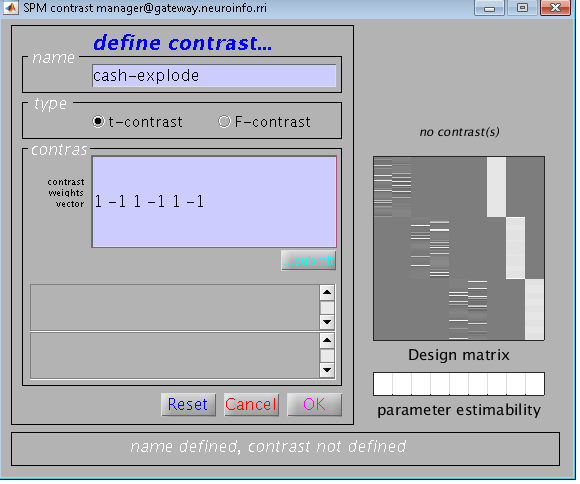 SPM contrast manager@gateway.neuroinfo.rri
define contrast...
name
cash-explode
type
t-contrast
F-contrast
contras
contrast
weights
vector
1 -1 1 -1 1 -1
...submit
Reset
Cancel
OK
no contrast(s)
Design matrix
parameter estimability
name defined, contrast not defined